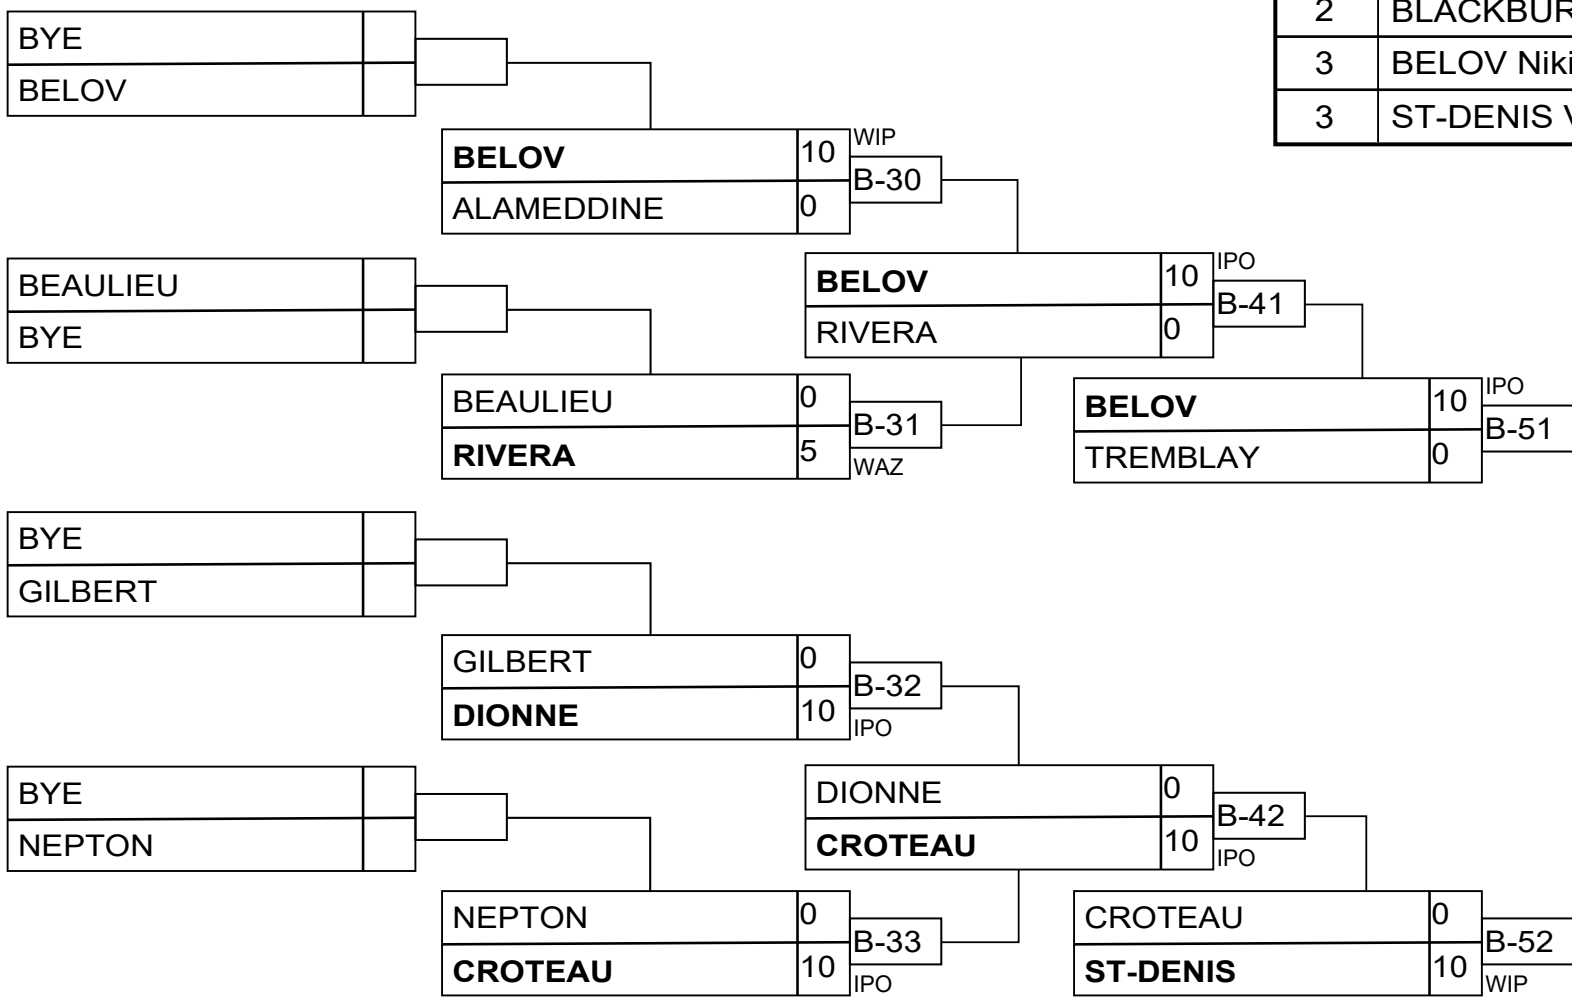 BYE
BELOV
2 BLACKBUR
3 BELOV Niki
3 ST-DENIS V
BELOV 10 WIP
B-30
ALAMEDDINE 0
BEAULIEU
BYE
BELOV 10 IPO
B-41
RIVERA 0
BEAULIEU 0
B-31
RIVERA 5 WAZ
BELOV 10 IPO
B-51
TREMBLAY 0
BYE
GILBERT
GILBERT 0
B-32
DIONNE 10 IPO
BYE
NEPTON
DIONNE 0
B-42
CROTEAU 10 IPO
NEPTON 0
B-33
CROTEAU 10 IPO
CROTEAU 0
B-52
ST-DENIS 10 WIP